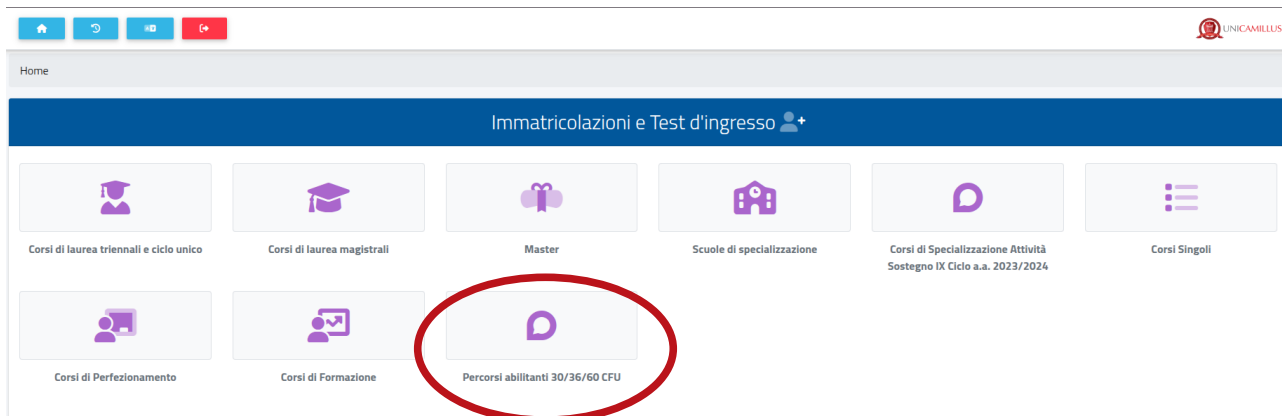 UNICAMILLUS
Home
Immatricolazioni e Test d'ingresso
Corsi di laurea triennali e ciclo unico
Corsi di laurea magistrali
Master
Scuole di specializzazione
Corsi di Specializzazione Attività
Sostegno IX Ciclo a.a. 2023/2024
Corsi Singoli
Corsi di Perfezionamento
Corsi di Formazione
Percorsi abilitanti 30/36/60 CFU